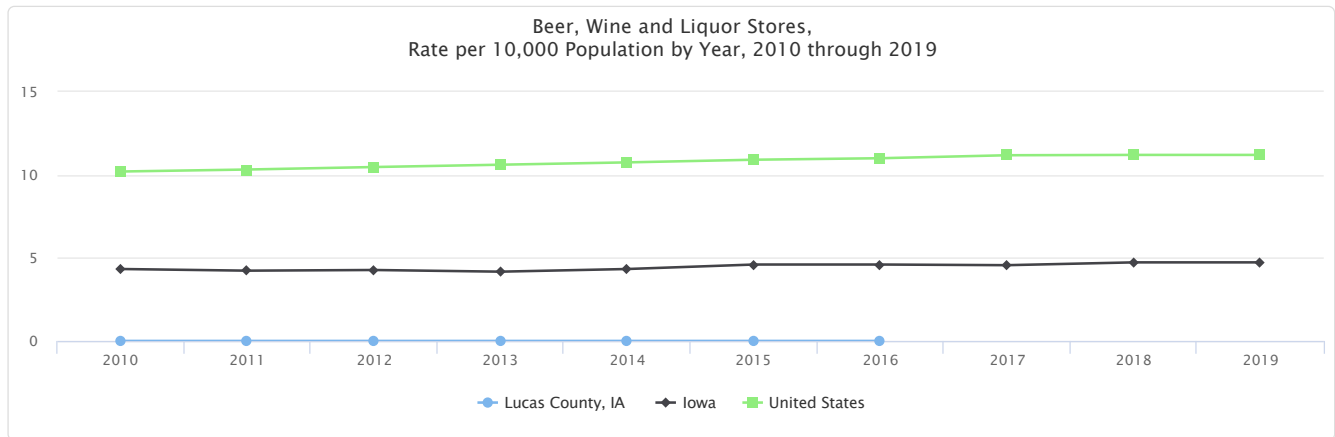 Beer, Wine and Liquor Stores,
Rate per 10,000 Population by Year, 2010 through 2019
15
10
5
0
2010 2011 2012 2013 2014 2015 2016 2017 2018 2019
Lucas County, IA Iowa United States